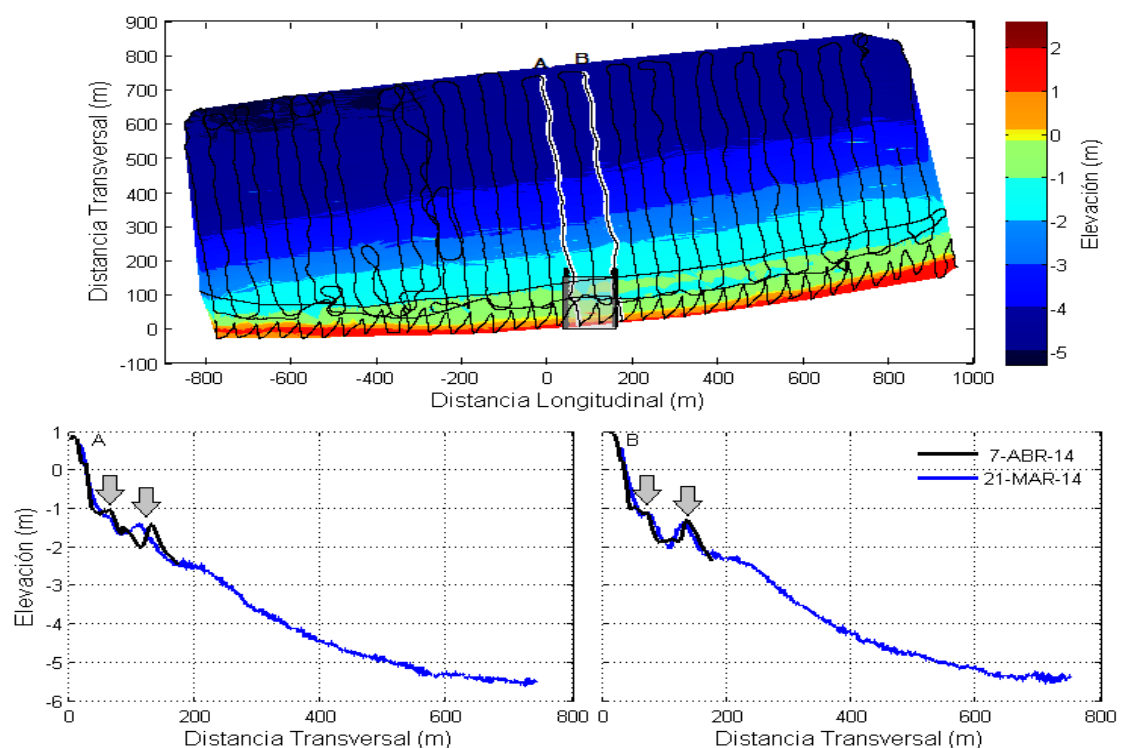 900
800
700
600
500
400
300
200
100
0
-100
Distancia Transversal (m)
A B
-800 -600 -400 -200 0 200 400 600 800 1000
Distancia Longitudinal (m)
2
1
0
-1
-2
-3
-4
-5
Elevación (m)
1
0
-1
-2
-3
-4
-5
-6
Elevación (m)
A
0 200 400 600 800
Distancia Transversal (m)
B
7-ABR-14
21-MAR-14
0 200 400 600 800
Distancia Transversal (m)